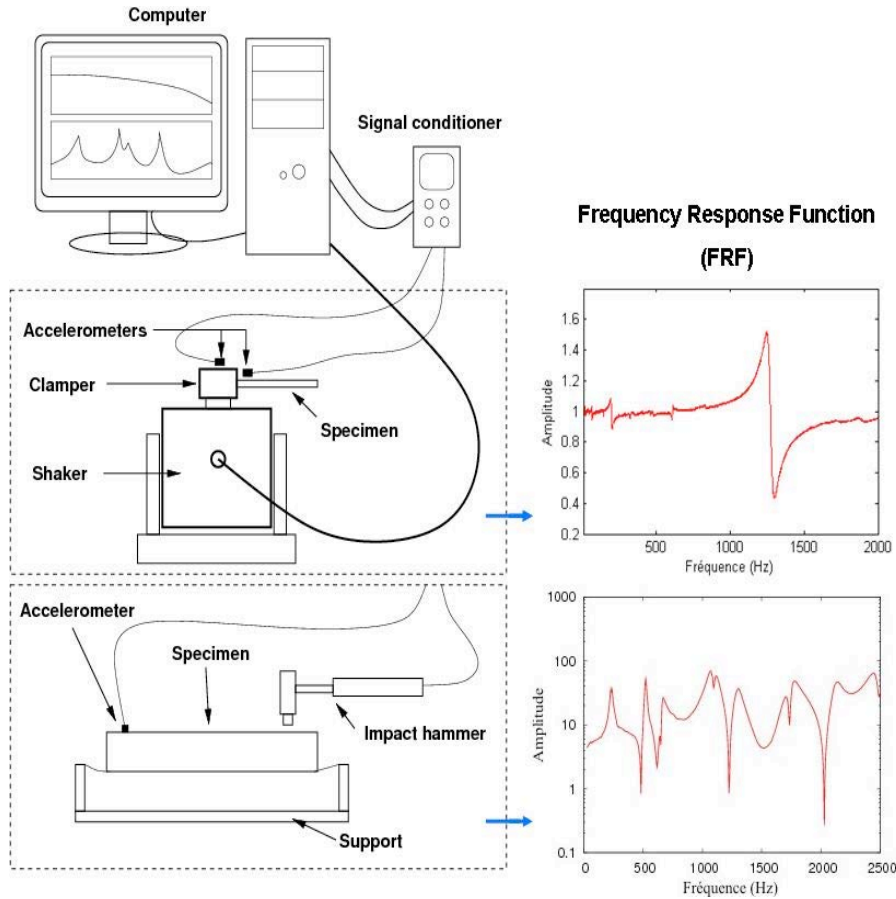 Computer
Signal conditioner
Accelerometers
Clamper
Specimen
Shaker
Accelerometer
Specimen
Impact hammer
Support
Frequency Response Function
(FRF)
1.6
1.4
1.2
1
0.8
0.6
0.4
0.2
Amplitude
500
1000
1500
2000
Fréquence (Hz)
1000
100
10
1
0.1
Amplitude
0
500
1000
1500
2000
2500
Fréquence (Hz)